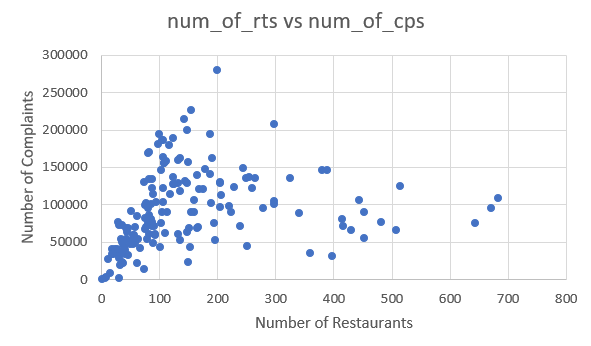 num_of_rts vs num_of_cps
Number of Complaints
300000
250000
200000
150000
100000
50000
0
0 100 200 300 400 500 600 700 800
Number of Restaurants